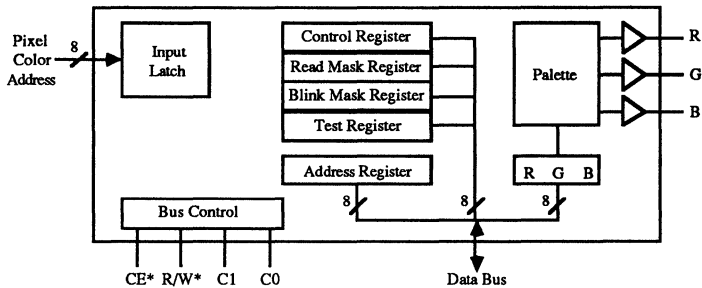 Pixel
Color
Address
8
Input
Latch
Control Register
Read Mask Register
Blink Mask Register
Test Register
Address Register
8
8
8
Palette
R
G
B
R G B
Bus Control
CE* R/W* C1 C0
Data Bus